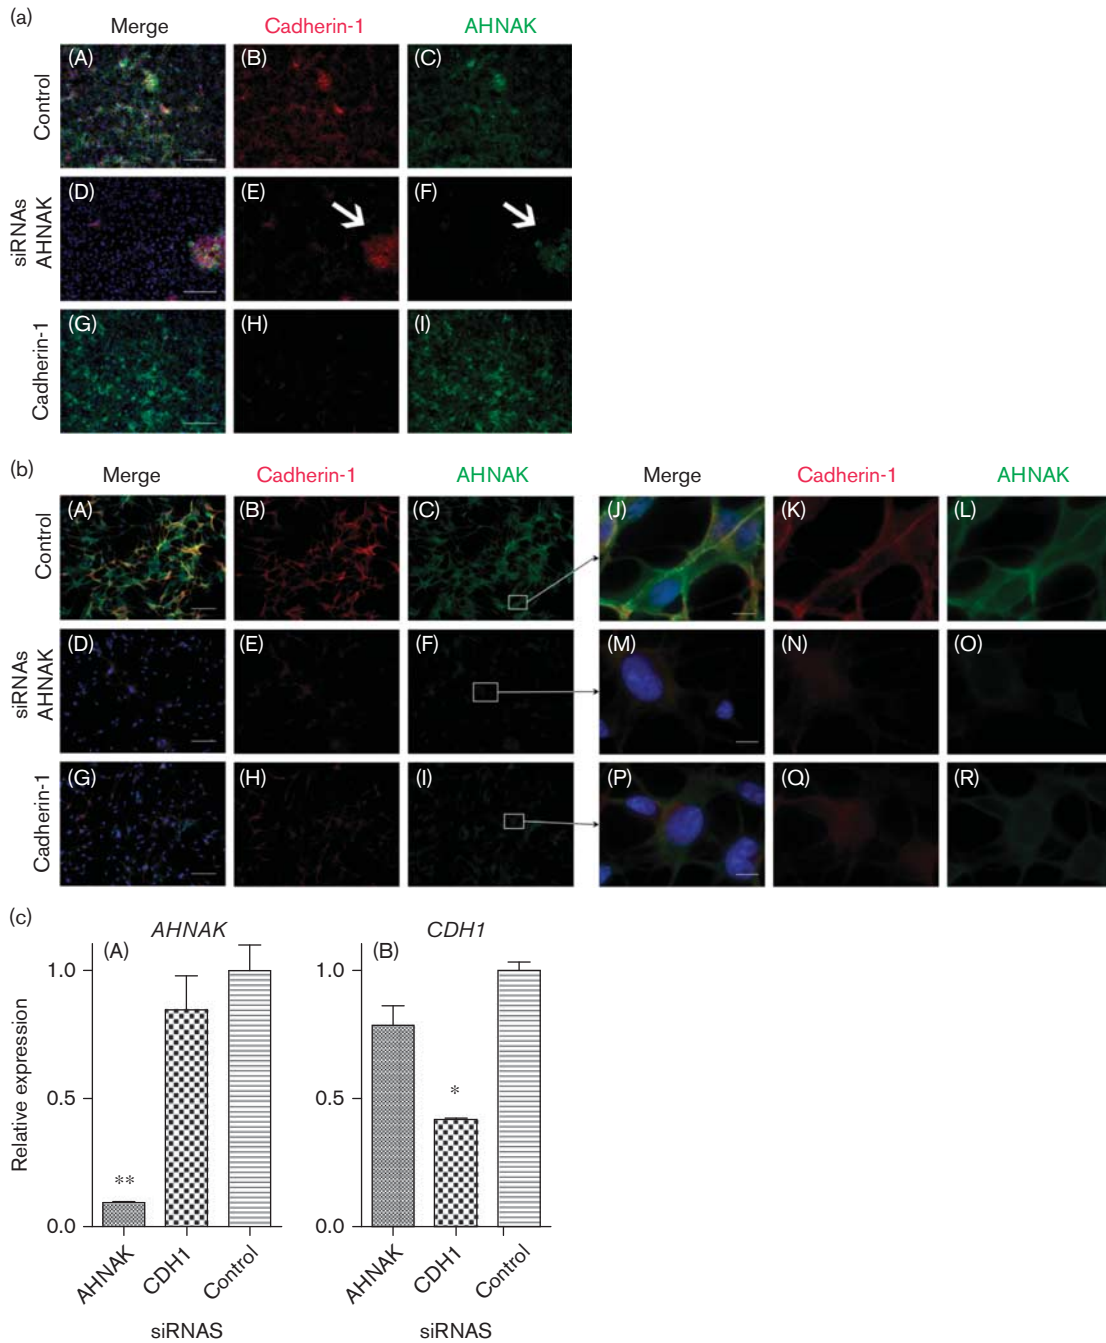 (a)
Merge Cadherin-1 AHNAK
Control
(A) (B) (C)
siRNAs
AHNAK
(D) (E) (F)
Cadherin-1
(G) (H) (I)
(b)
Merge Cadherin-1 AHNAK Merge Cadherin-1 AHNAK
Control
(A) (B) (C) (J) (K) (L)
siRNAs
AHNAK
(D) (E) (F) (M) (N) (O)
Cadherin-1
(G) (H) (I) (P) (Q) (R)
(c)
AHNAK
(A)
Relative expression
1.0
0.5
0.0
**
AHNAK CDH1 Control
siRNAS
CDH1
(B)
1.0
0.5
0.0
*
AHNAK CDH1 Control
siRNAS